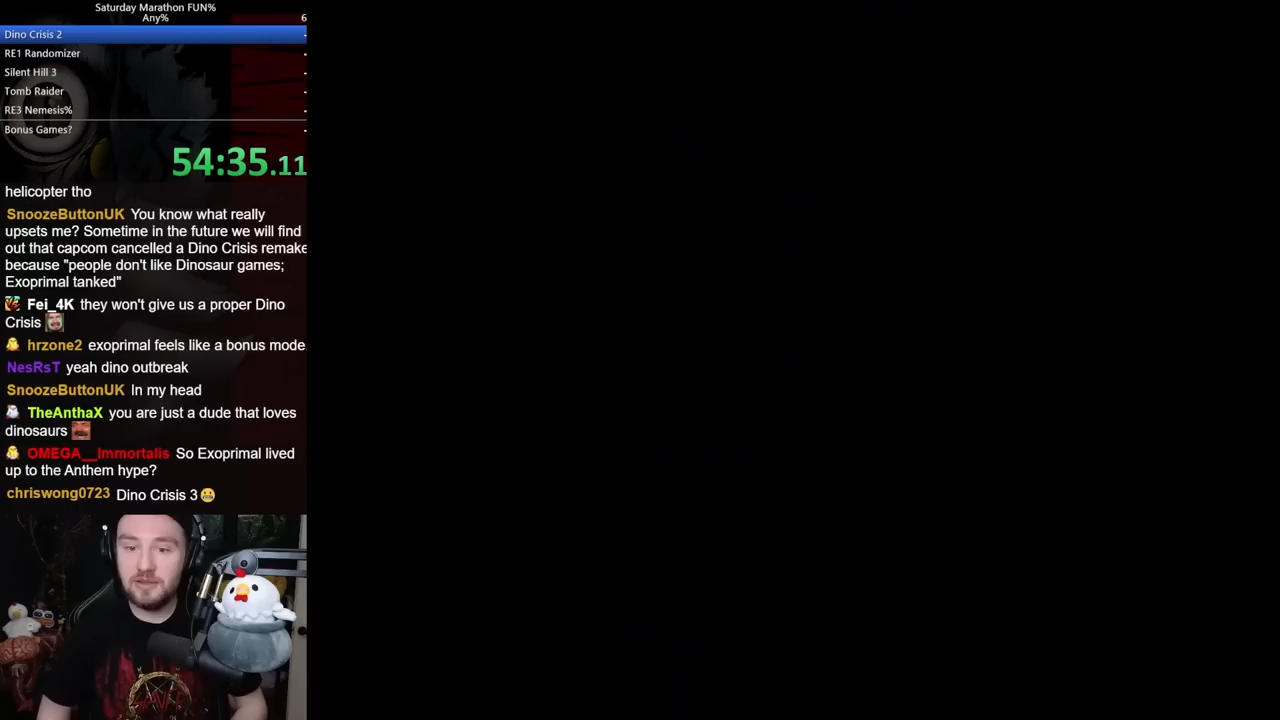 Saturday Marathon FUN%
Any%
6
Dino Crisis 2
-
RE1 Randomizer
-
Silent Hill 3
-
Tomb Raider
-
RE3 Nemesis%
-
Bonus Games?
-
54:35.11
helicopter tho
SnoozeButtonUK You know what really
upsets me? Sometime in the future we will find
out that capcom cancelled a Dino Crisis remake
because "people don't like Dinosaur games;
Exoprimal tanked"
Fei_4K they won't give us a proper Dino
Crisis
hrzone2 exoprimal feels like a bonus mode
NesRsT yeah dino outbreak
SnoozeButtonUK In my head
TheAnthaX you are just a dude that loves
dinosaurs
OMEGA__Immortalis So Exoprimal lived
up to the Anthem hype?
chriswong0723 Dino Crisis 3😬